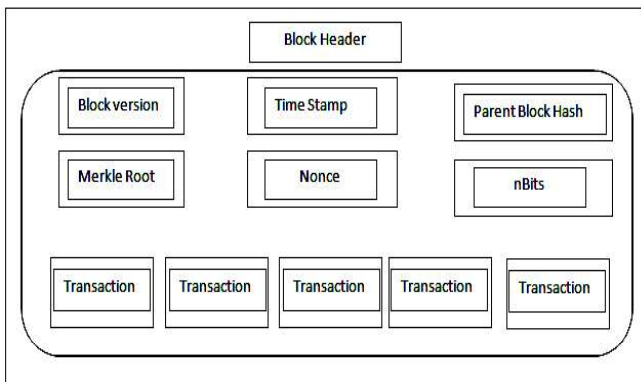 Block Header
Block version
Time Stamp
Parent Block Hash
Merkle Root
Nonce
nBits
Transaction
Transaction
Transaction
Transaction
Transaction